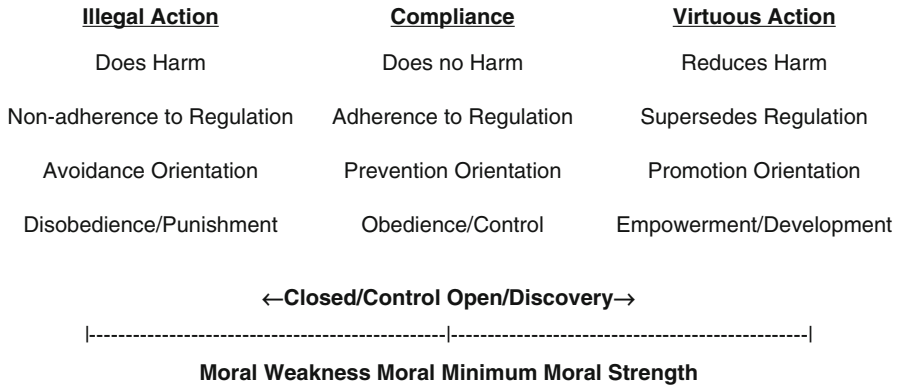 Illegal Action Compliance Virtuous Action
Does Harm Does no Harm Reduces Harm
Non-adherence to Regulation Adherence to Regulation Supersedes Regulation
Avoidance Orientation Prevention Orientation Promotion Orientation
Disobedience/Punishment Obedience/Control Empowerment/Development
←Closed/Control Open/Discovery→
Moral Weakness Moral Minimum Moral Strength